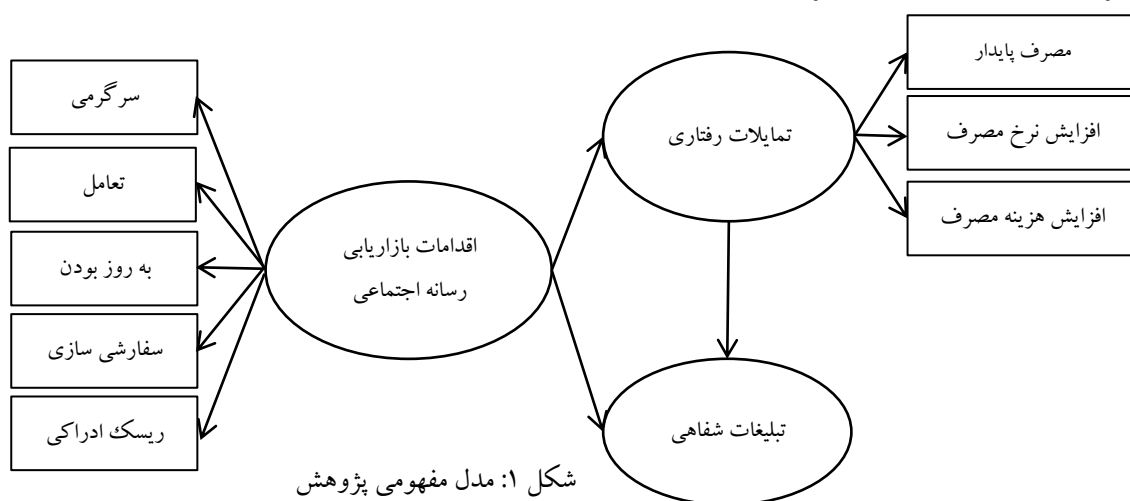 مصرف پایدار
افزایش نرخ مصرف
افزایش هزینه مصرف
تمایلات رفتاری
سرگرمی
تعامل
به روز بودن
سفارشی سازی
ریسک ادراکی
اقدامات بازاریابی
رسانه اجتماعی
تبلیغات شفاهی
شکل ۱: مدل مفهومی پژوهش